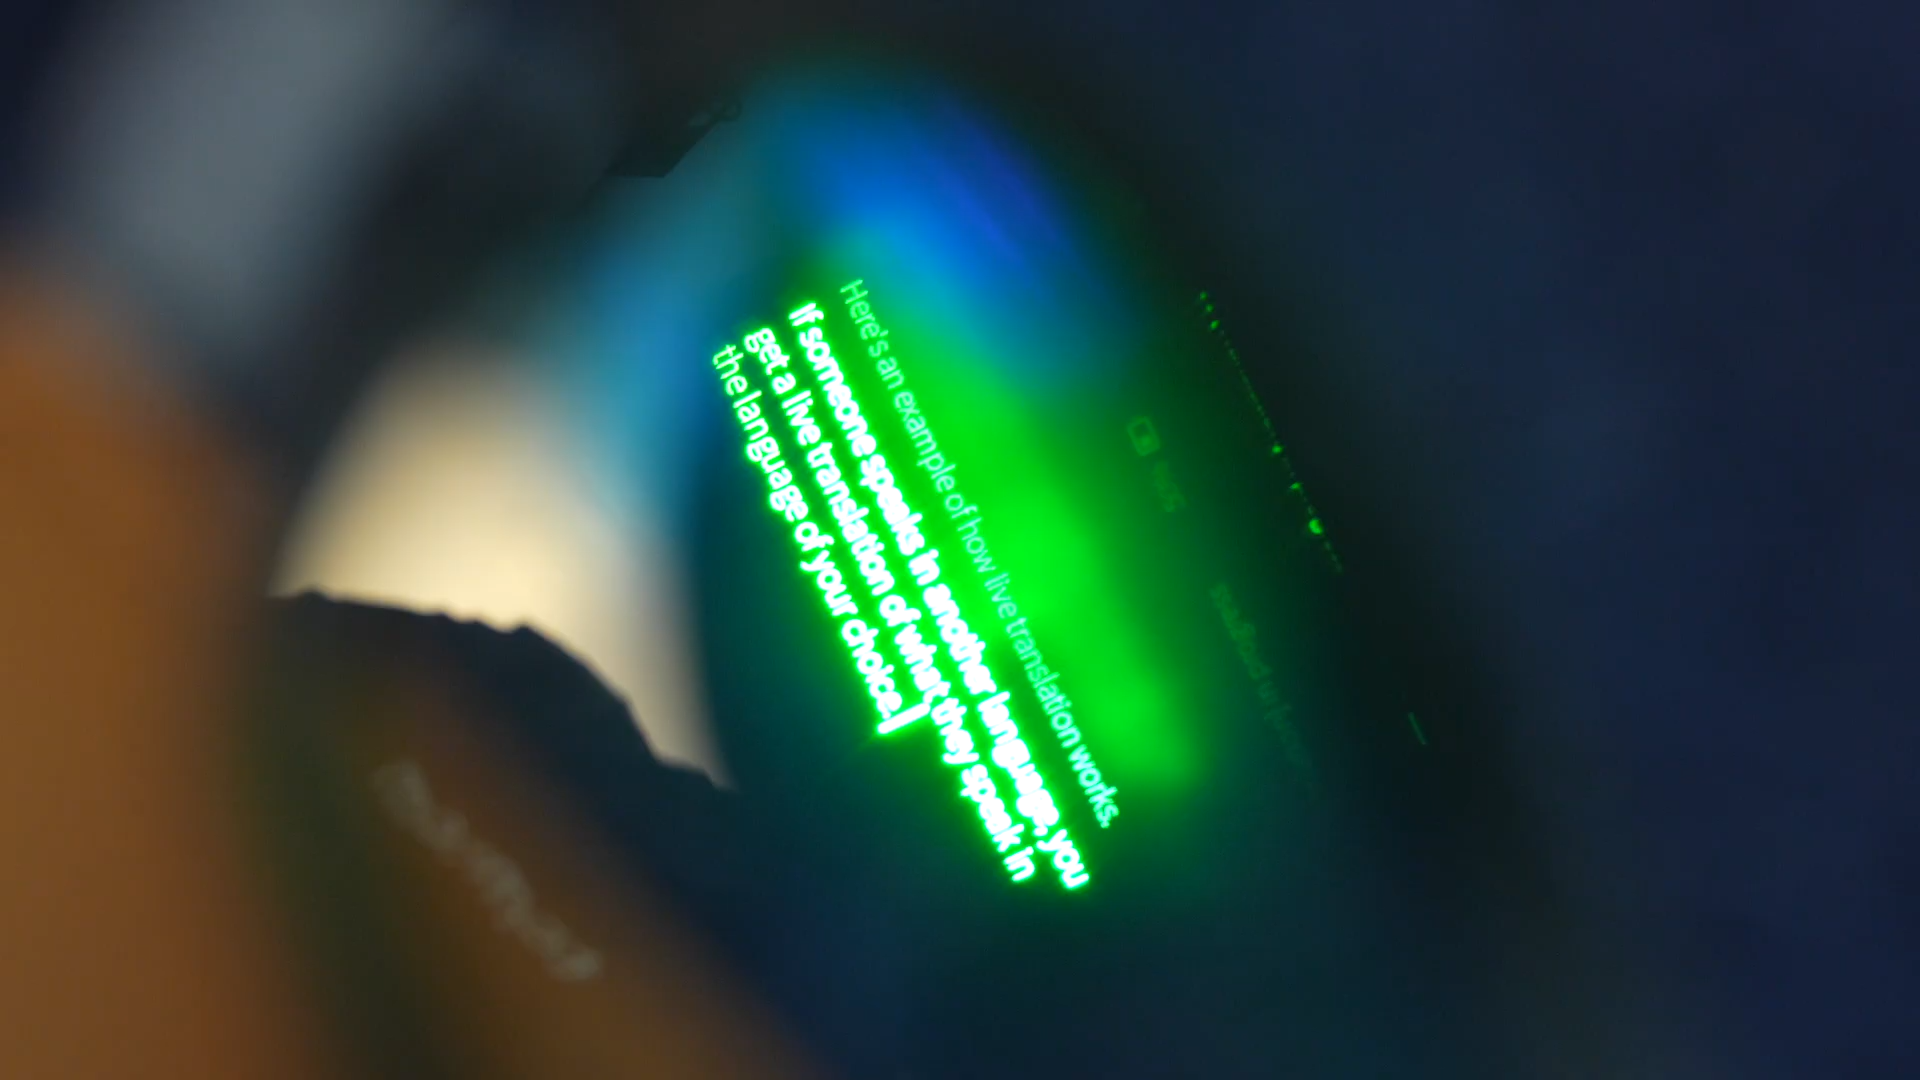 Here's an example of how live translation works.
If someone speaks in another language, you
get a live translation of what they speak in
the language of your choice.